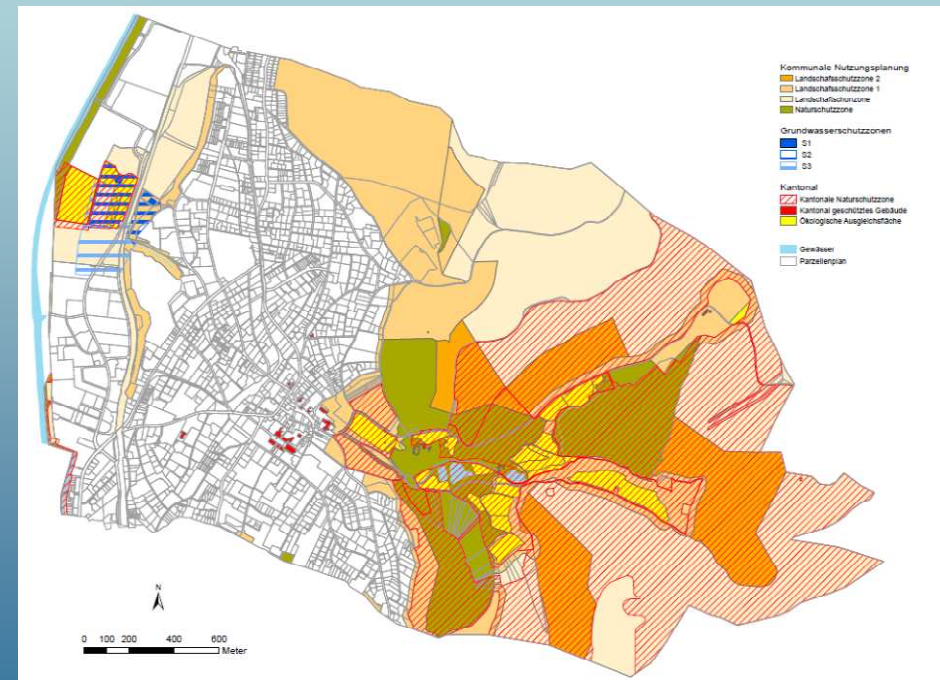 Kommunale Nutzungsplanung
Landschaftsschutzzone 2
Landschaftsschutzzone 1
Landschaftschonzone
Naturschutzzone
Grundwasserschutzzonen
S1
S2
S3
Kantonal
Kantonale Naturschutzzone
Kantonal geschütztes Gebäude
Ökologische Ausgleichsfläche
Gewässer
Parzellenplan
N
0 100 200 400 600
Meter